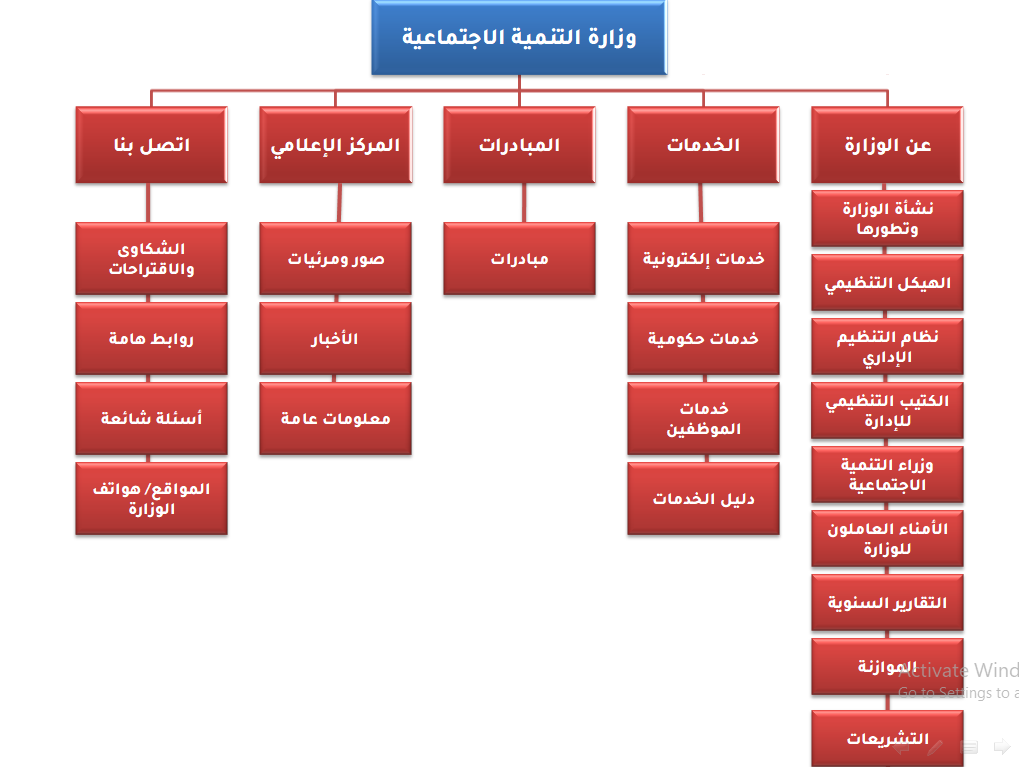 وزارة التنمية الاجتماعية
عن الوزارة
نشأة الوزارة
وتطورها
الهيكل التنظيمي
نظام التنظيم
الإداري
الكتيب التنظيمي
للإدارة
وزراء التنمية
الاجتماعية
الأمناء العاملون
للوزارة
التقارير السنوية
الموازنة
التشريعات
الخدمات
خدمات إلكترونية
خدمات حكومية
خدمات
الموظفين
دليل الخدمات
المبادرات
مبادرات
المركز الإعلامي
صور ومرئيات
الأخبار
معلومات عامة
اتصل بنا
الشكاوى
والاقتراحات
روابط هامة
أسئلة شائعة
المواقع/ هواتف
الوزارة
Activate Wind
Go to Settings to a